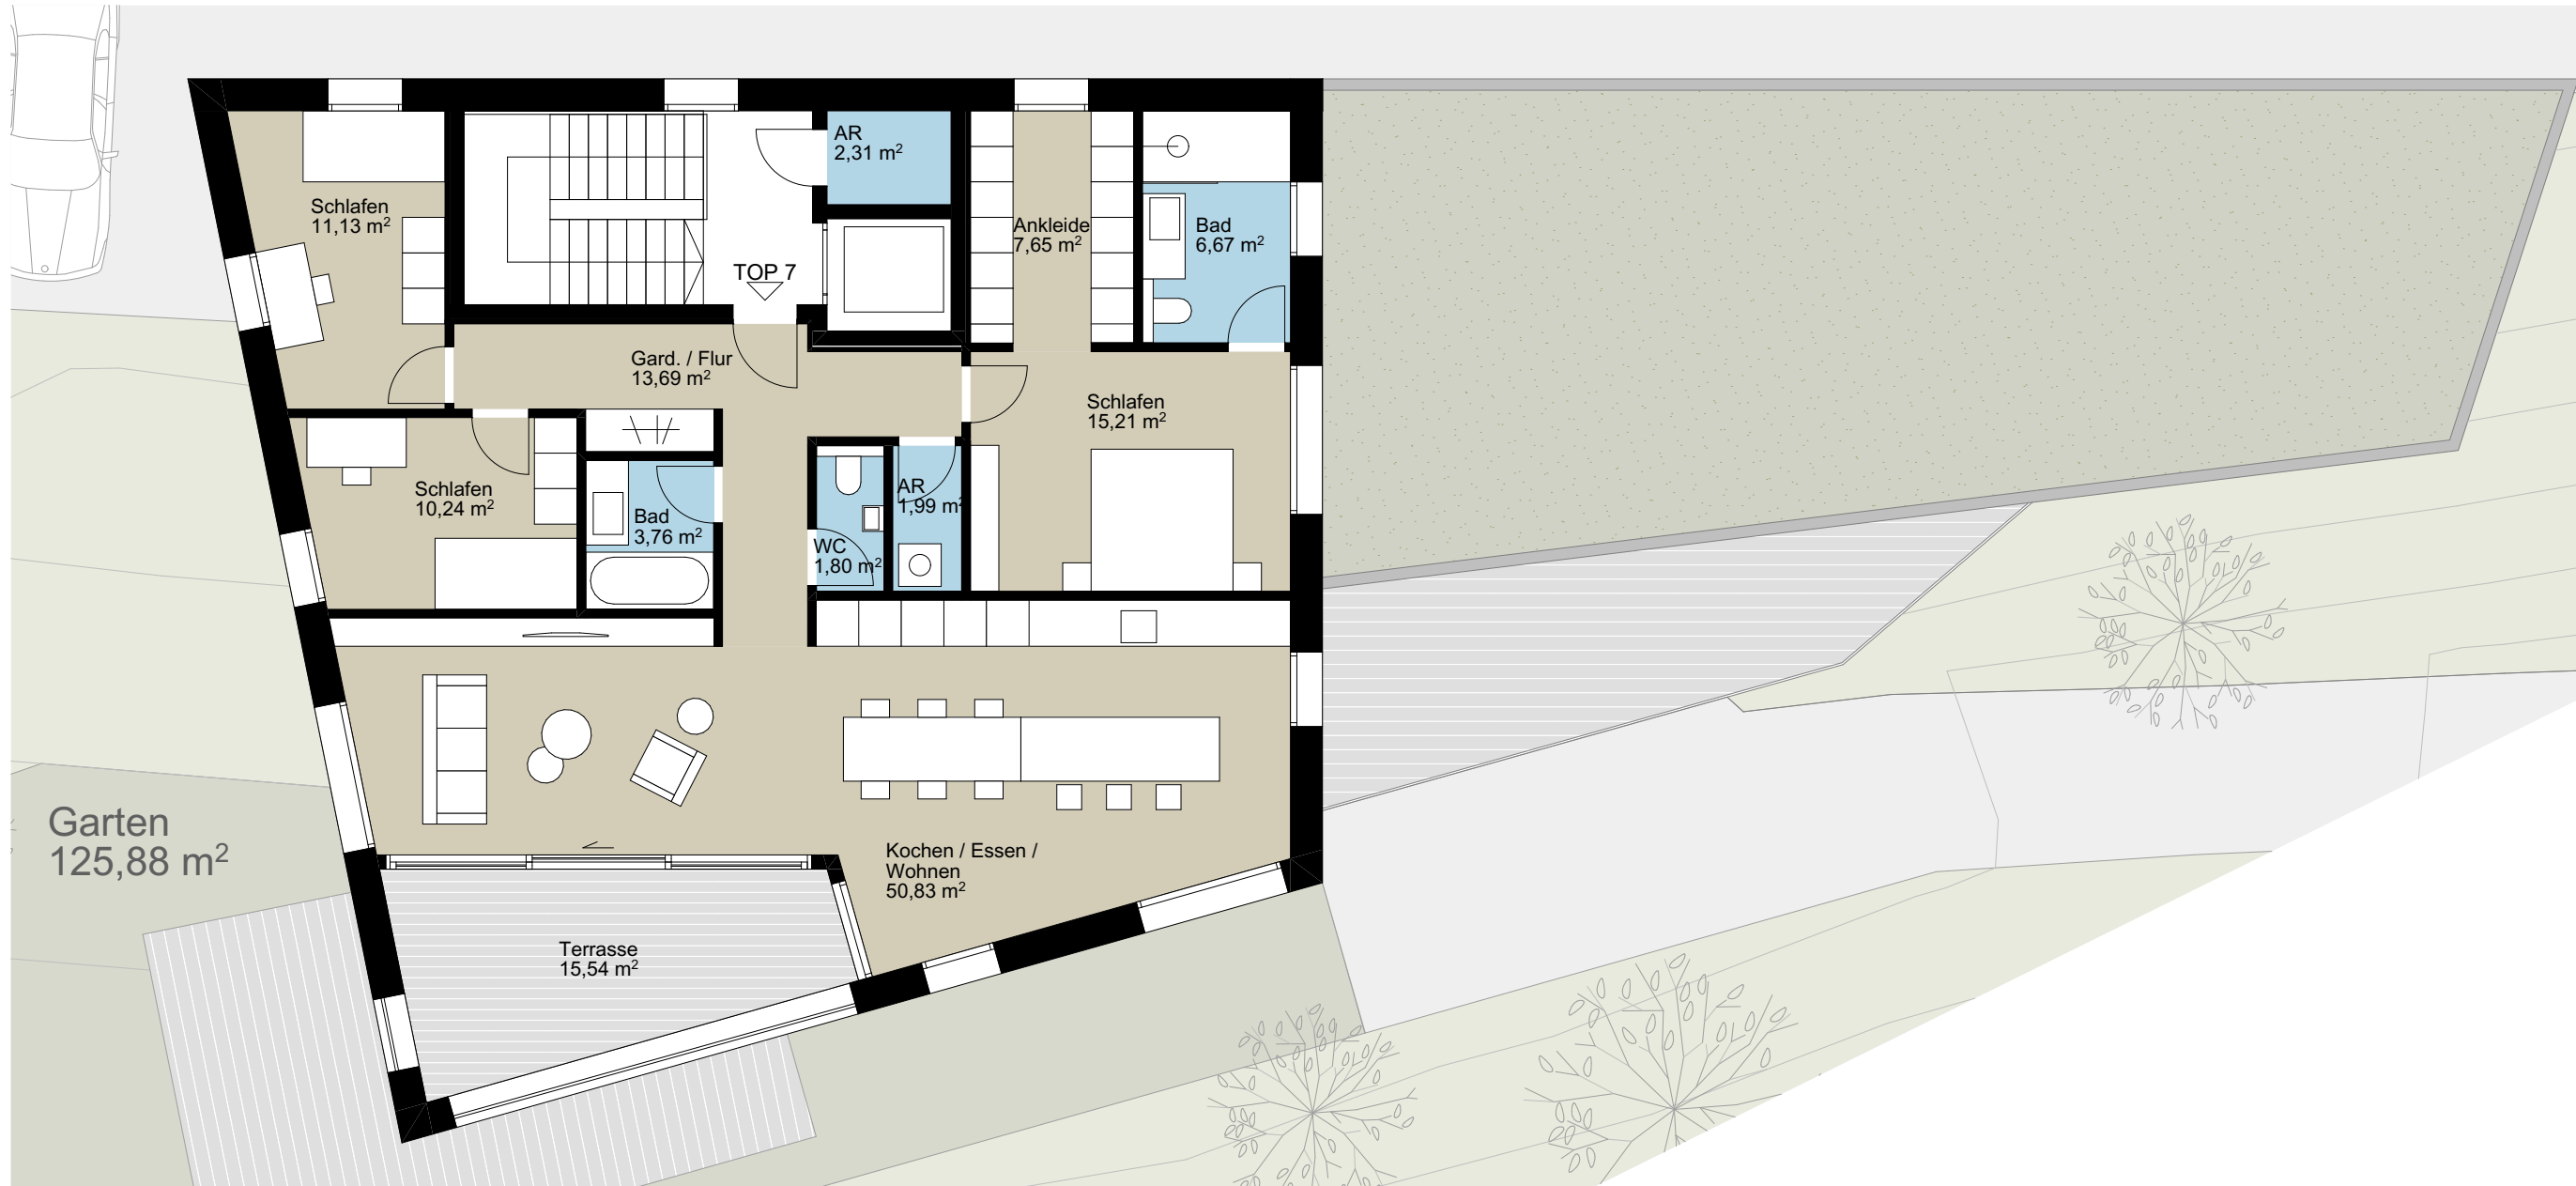 AR
2,31 m²
Schlafen
11,13 m²
Ankleide
7,65 m²
Bad
6,67 m²
TOP 7
Gard. / Flur
13,69 m²
Schlafen
15,21 m²
Schlafen
10,24 m²
Bad
3,76 m²
AR
1,99 m²
WC
1,80 m²
Garten
125,88 m²
Kochen / Essen /
Wohnen
50,83 m²
Terrasse
15,54 m²